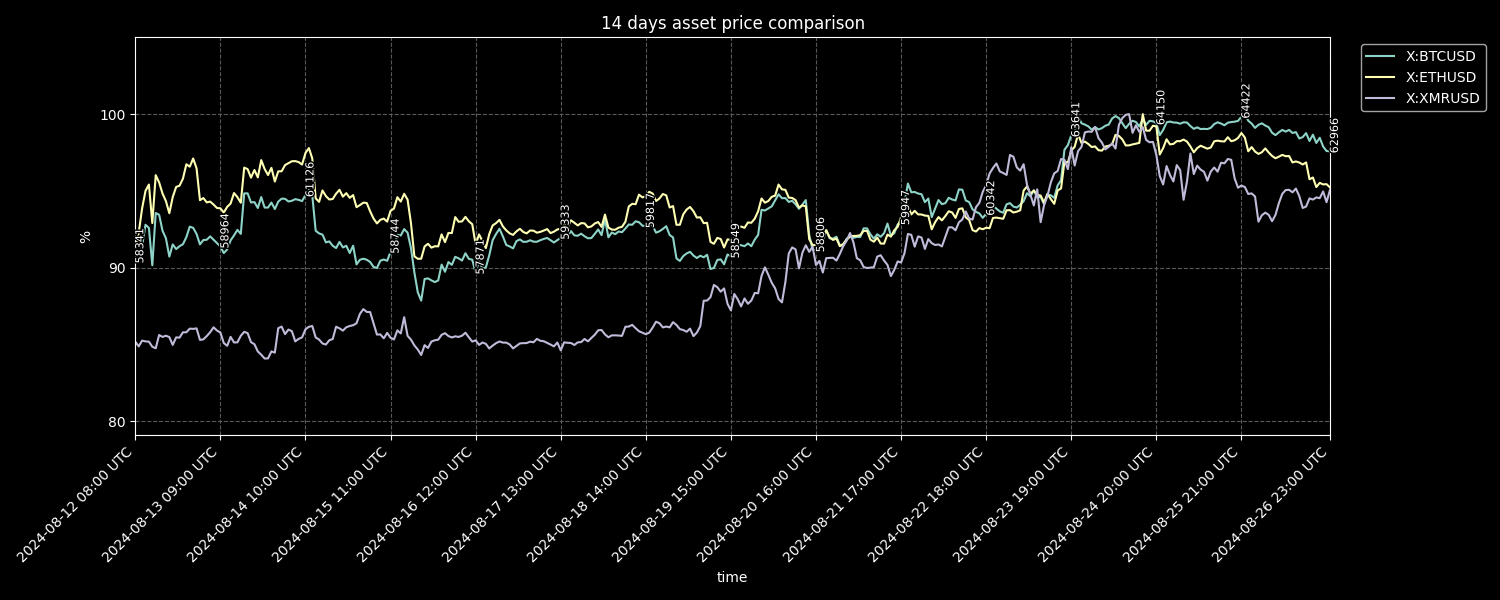 14 days asset price comparison
X:BTCUSD
X:ETHUSD
X:XMRUSD
100
90
80
%
58964
61126
58744
57871
59333
59817
58549
58806
59947
60342
63641
64150
64422
62966
2024-08-12 08:00 UTC
2024-08-13 09:00 UTC
2024-08-14 10:00 UTC
2024-08-15 11:00 UTC
2024-08-16 12:00 UTC
2024-08-17 13:00 UTC
2024-08-18 14:00 UTC
2024-08-19 15:00 UTC
2024-08-20 16:00 UTC
2024-08-21 17:00 UTC
2024-08-22 18:00 UTC
2024-08-23 19:00 UTC
2024-08-24 20:00 UTC
2024-08-25 21:00 UTC
2024-08-26 23:00 UTC
time